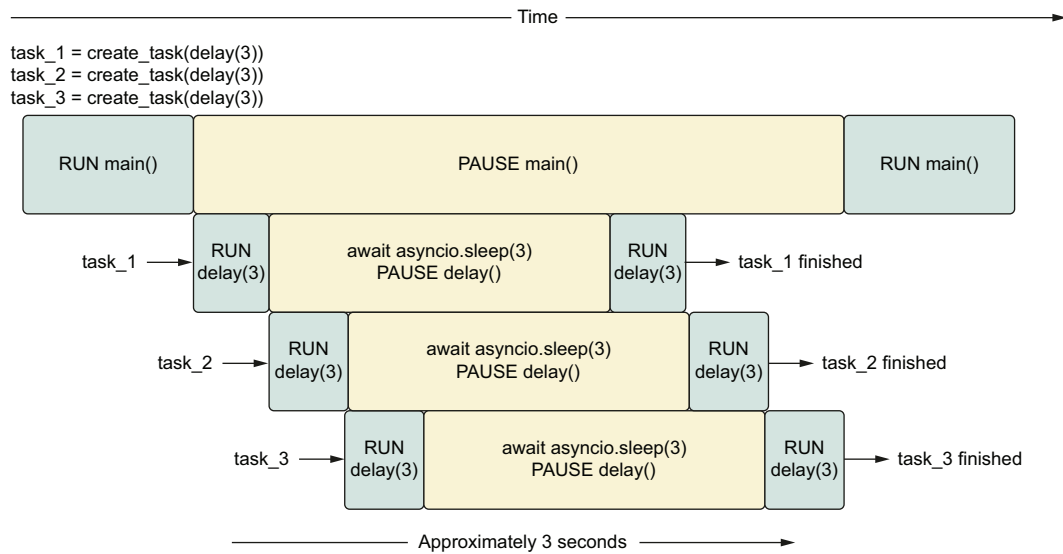 Time
task_1 = create_task(delay(3))
task_2 = create_task(delay(3))
task_3 = create_task(delay(3))
RUN main()
PAUSE main()
RUN main()
task_1
RUN
delay(3)
await asyncio.sleep(3)
PAUSE delay()
RUN
delay(3)
task_1 finished
task_2
RUN
delay(3)
await asyncio.sleep(3)
PAUSE delay()
RUN
delay(3)
task_2 finished
task_3
RUN
delay(3)
await asyncio.sleep(3)
PAUSE delay()
RUN
delay(3)
task_3 finished
Approximately 3 seconds